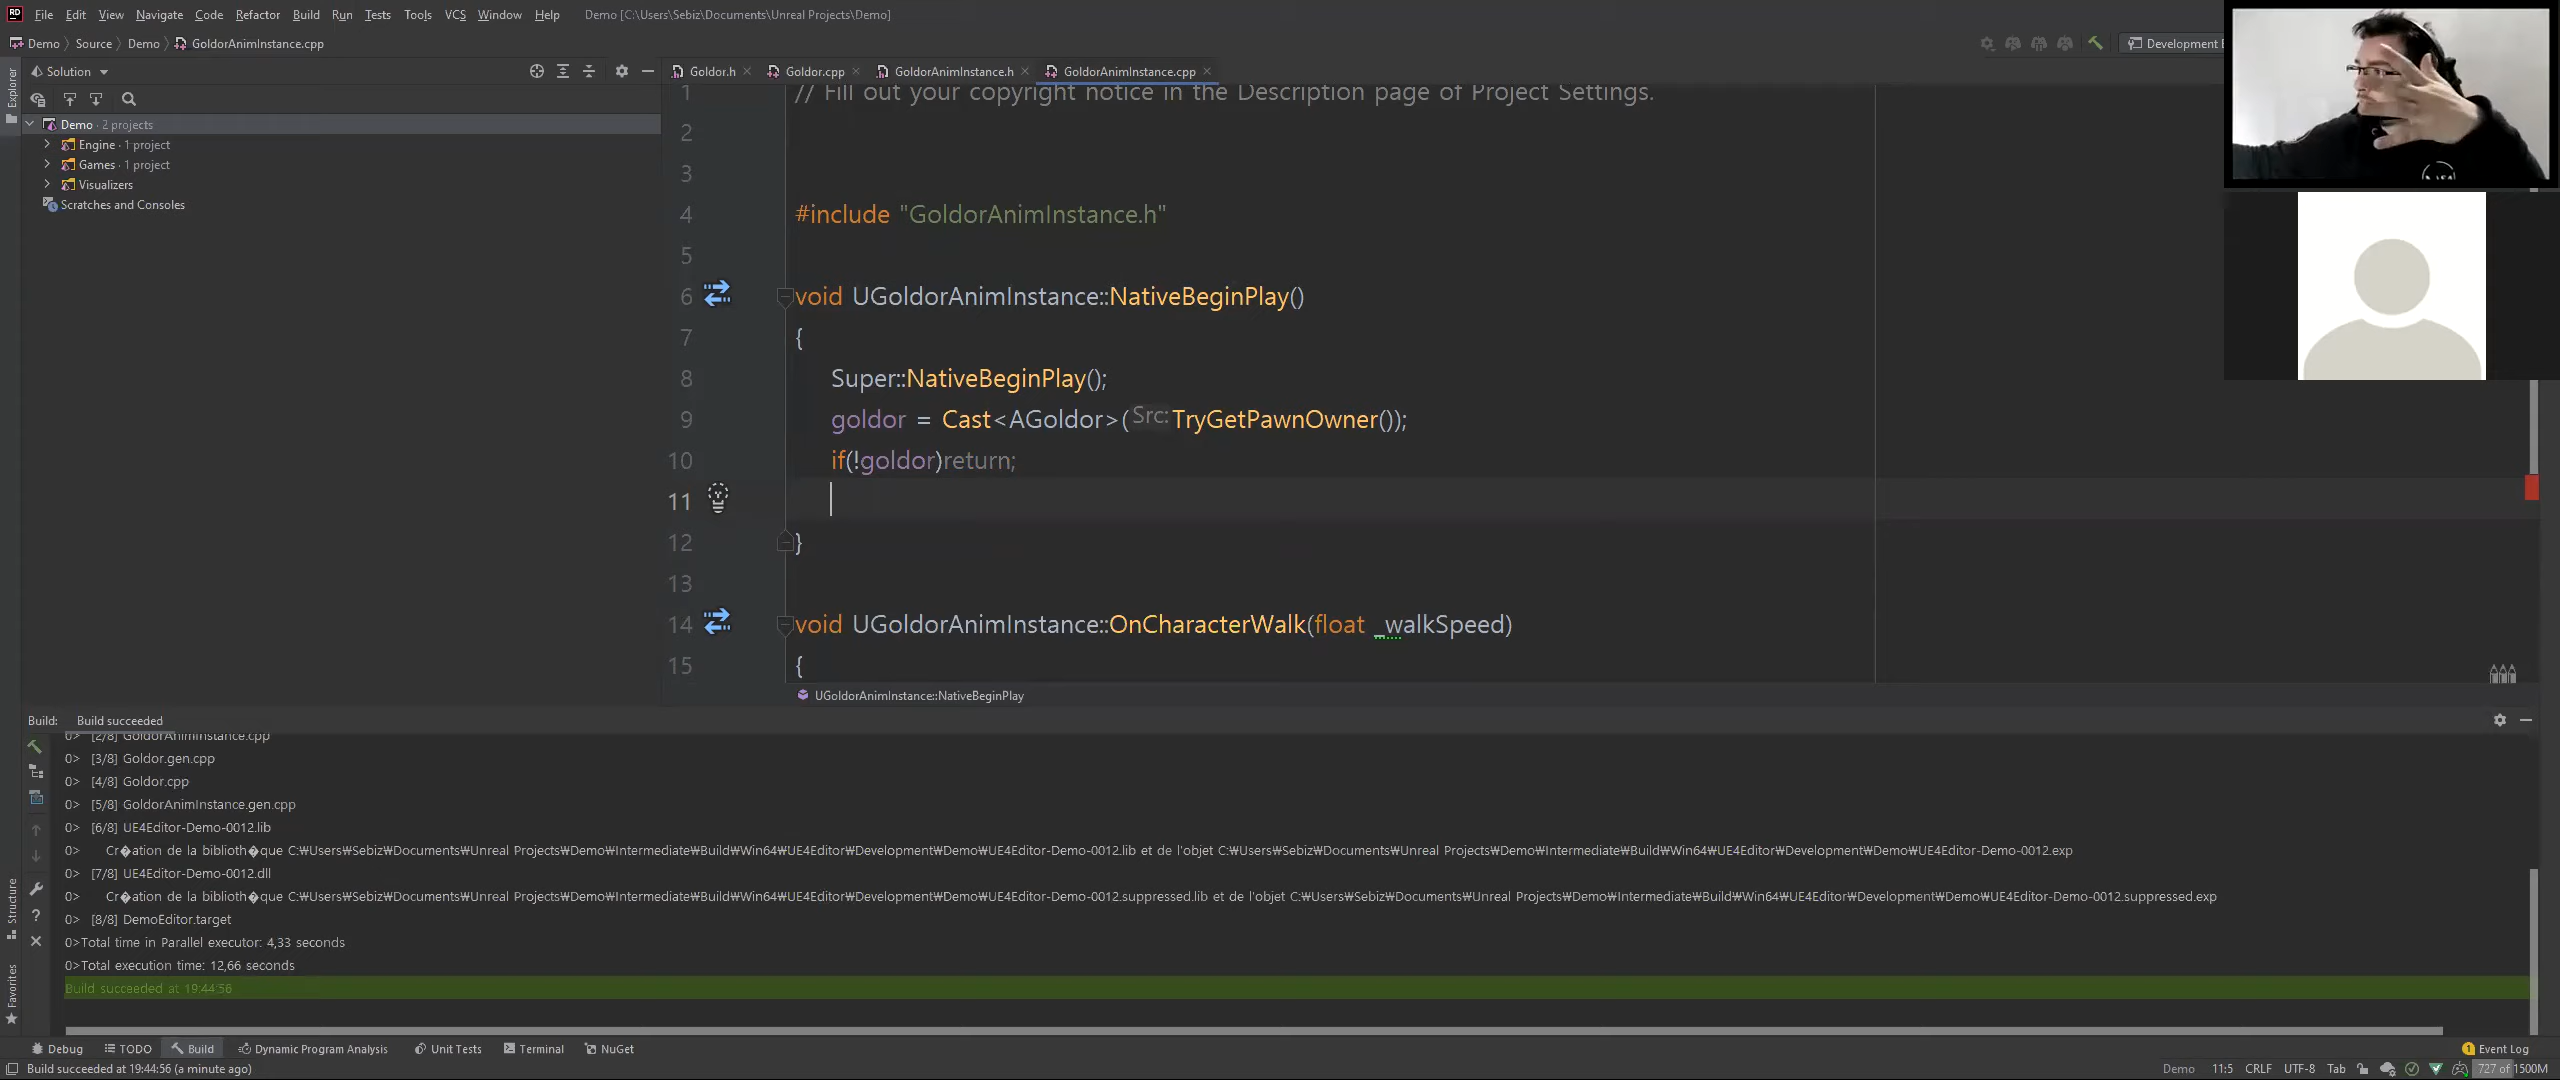 File Edit View Navigate Code Refactor Build Run Tests Tools VCS Window Help Demo [C:\Users\Sebiz\Documents\Unreal Projects\Demo]
Demo Source Demo GoldorAnimInstance.cpp
Development
Explorer
Solution
Goldor.h Goldor.cpp GoldorAnimInstance.h GoldorAnimInstance.cpp
Demo · 2 projects
Engine · 1 project
Games · 1 project
Visualizers
Scratches and Consoles
1 // Fill out your copyright notice in the Description page of Project Settings.
2
3
4 #include "GoldorAnimInstance.h"
5
6 void UGoldorAnimInstance::NativeBeginPlay()
7 {
8 Super::NativeBeginPlay();
9 goldor = Cast<AGoldor>(Src:TryGetPawnOwner());
10 if(!goldor)return;
11
12 }
13
14 void UGoldorAnimInstance::OnCharacterWalk(float _walkSpeed)
15 {
UGoldorAnimInstance::NativeBeginPlay
Build: Build succeeded
0> [2/8] GoldorAnimInstance.cpp
0> [3/8] Goldor.gen.cpp
0> [4/8] Goldor.cpp
0> [5/8] GoldorAnimInstance.gen.cpp
0> [6/8] UE4Editor-Demo-0012.lib
0> Cr�ation de la biblioth�que C:₩Users₩Sebiz₩Documents₩Unreal Projects₩Demo₩Intermediate₩Build₩Win64₩UE4Editor₩Development₩Demo₩UE4Editor-Demo-0012.lib et de l'objet C:₩Users₩Sebiz₩Documents₩Unreal Projects₩Demo₩Intermediate₩Build₩Win64₩UE4Editor₩Development₩Demo₩UE4Editor-Demo-0012.exp
0> [7/8] UE4Editor-Demo-0012.dll
0> Cr�ation de la biblioth�que C:₩Users₩Sebiz₩Documents₩Unreal Projects₩Demo₩Intermediate₩Build₩Win64₩UE4Editor₩Development₩Demo₩UE4Editor-Demo-0012.suppressed.lib et de l'objet C:₩Users₩Sebiz₩Documents₩Unreal Projects₩Demo₩Intermediate₩Build₩Win64₩UE4Editor₩Development₩Demo₩UE4Editor-Demo-0012.suppressed.exp
0> [8/8] DemoEditor.target
0>Total time in Parallel executor: 4,33 seconds
0>Total execution time: 12,66 seconds
Build succeeded at 19:44:56
Structure
Favorites
Debug TODO Build Dynamic Program Analysis Unit Tests Terminal NuGet
1 Event Log
Build succeeded at 19:44:56 (a minute ago)
Demo 11:5 CRLF UTF-8 Tab 727 of 1500M